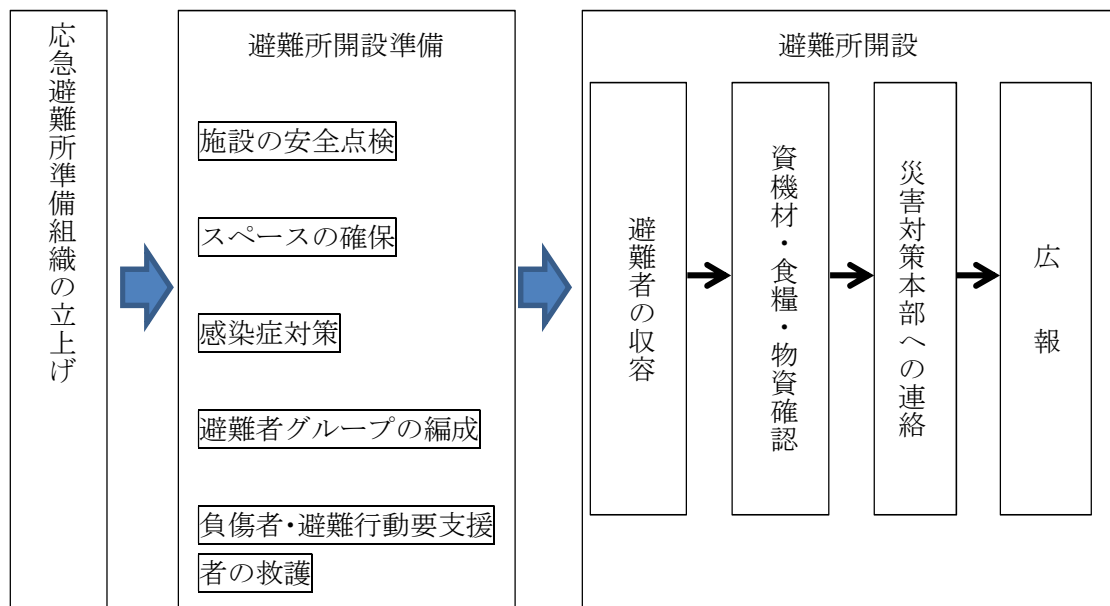 応急避難所準備組織の立上げ
避難所開設準備
施設の安全点検
スペースの確保
感染症対策
避難者グループの編成
負傷者・避難行動要支援
者の救護
避難所開設
避難者の収容
資機材・食糧・物資確認
災害対策本部への連絡
広報